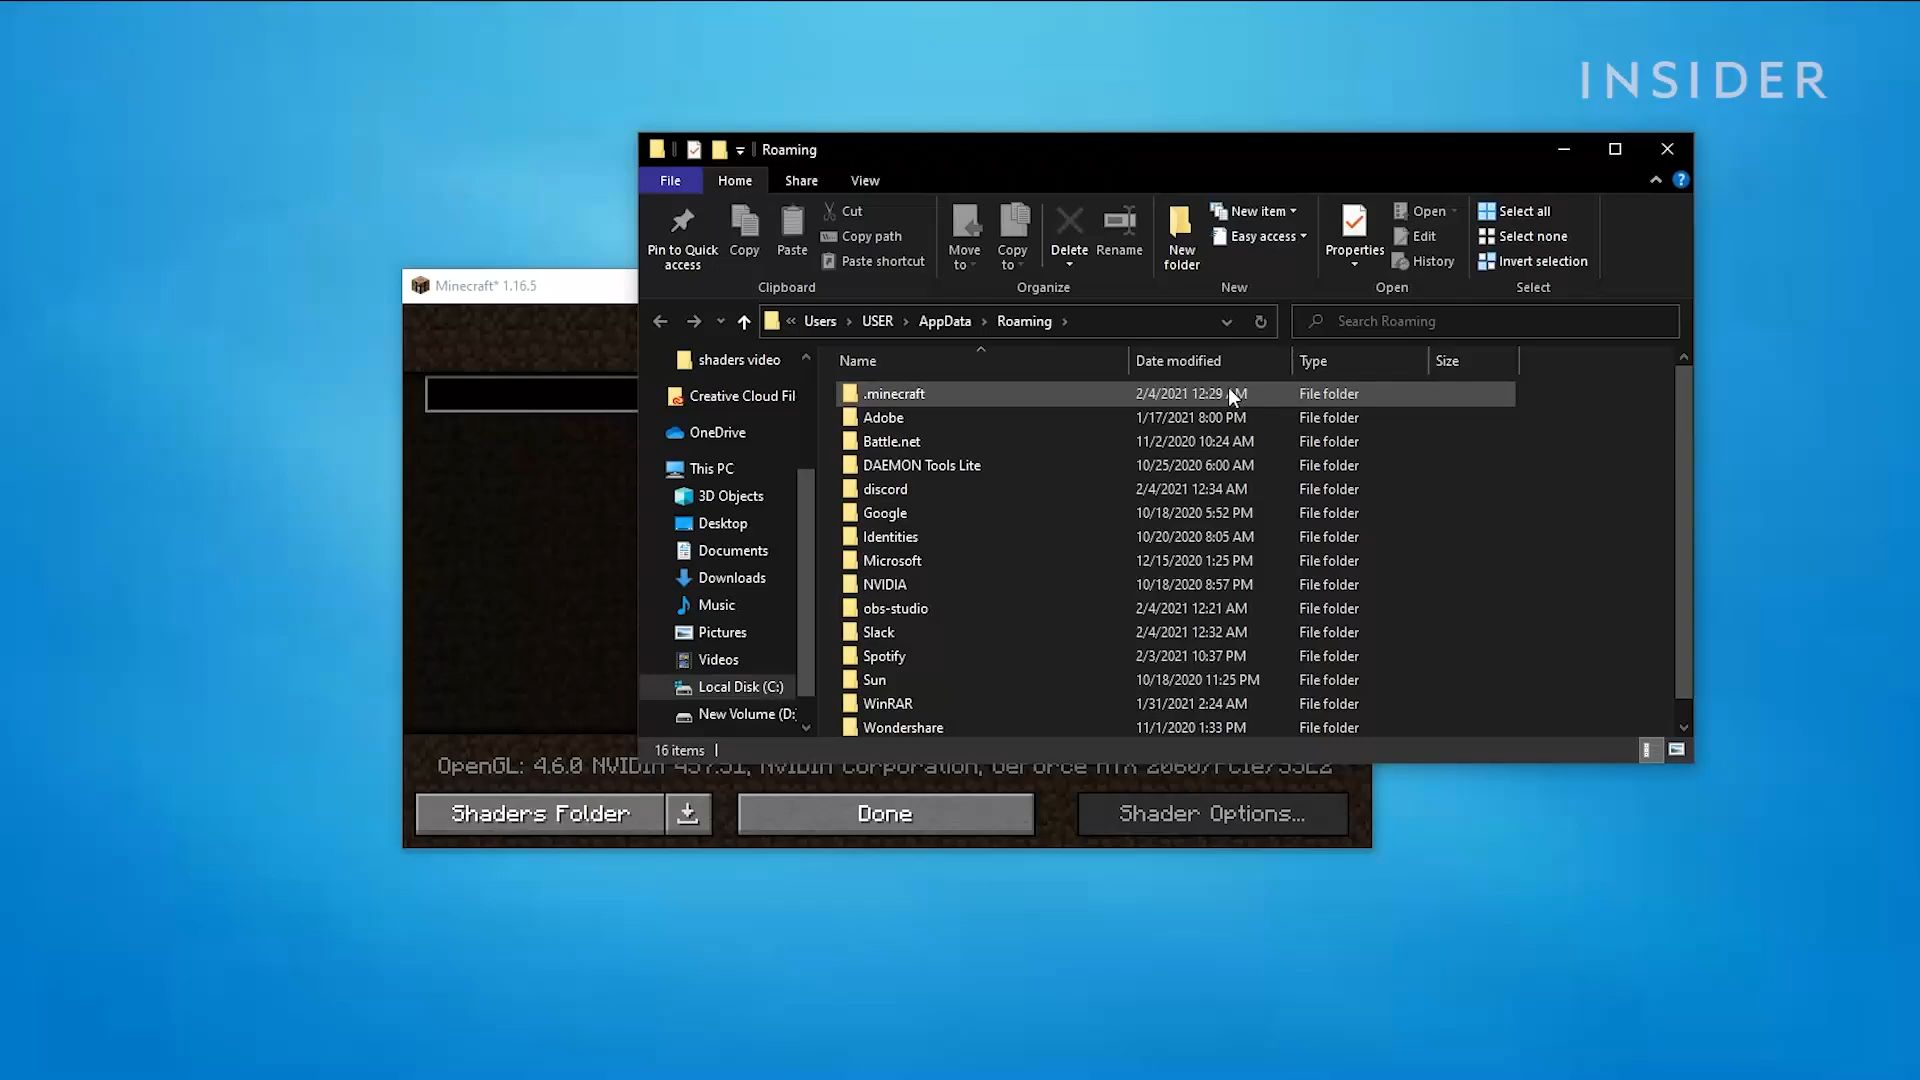 INSIDER
Roaming
File Home Share View
Pin to Quick access
Copy
Paste
Cut
Copy path
Paste shortcut
Clipboard
Move to
Copy to
Delete
Rename
Organize
New folder
New item
Easy access
New
Properties
Open
Edit
History
Open
Select all
Select none
Invert selection
Select
« Users › USER › AppData › Roaming ›
Search Roaming
Minecraft* 1.16.5
shaders video
Creative Cloud Fil
OneDrive
This PC
3D Objects
Desktop
Documents
Downloads
Music
Pictures
Videos
Local Disk (C:)
New Volume (D:
Name Date modified Type Size
.minecraft 2/4/2021 12:29 AM File folder
Adobe 1/17/2021 8:00 PM File folder
Battle.net 11/2/2020 10:24 AM File folder
DAEMON Tools Lite 10/25/2020 6:00 AM File folder
discord 2/4/2021 12:34 AM File folder
Google 10/18/2020 5:52 PM File folder
Identities 10/20/2020 8:05 AM File folder
Microsoft 12/15/2020 1:25 PM File folder
NVIDIA 10/18/2020 8:57 PM File folder
obs-studio 2/4/2021 12:21 AM File folder
Slack 2/4/2021 12:32 AM File folder
Spotify 2/3/2021 10:37 PM File folder
Sun 10/18/2020 11:25 PM File folder
WinRAR 1/31/2021 2:24 AM File folder
Wondershare 11/1/2020 1:33 PM File folder
16 items
OpenGL: 4.6.0 NVIDIA
Shaders Folder Done Shader Options...